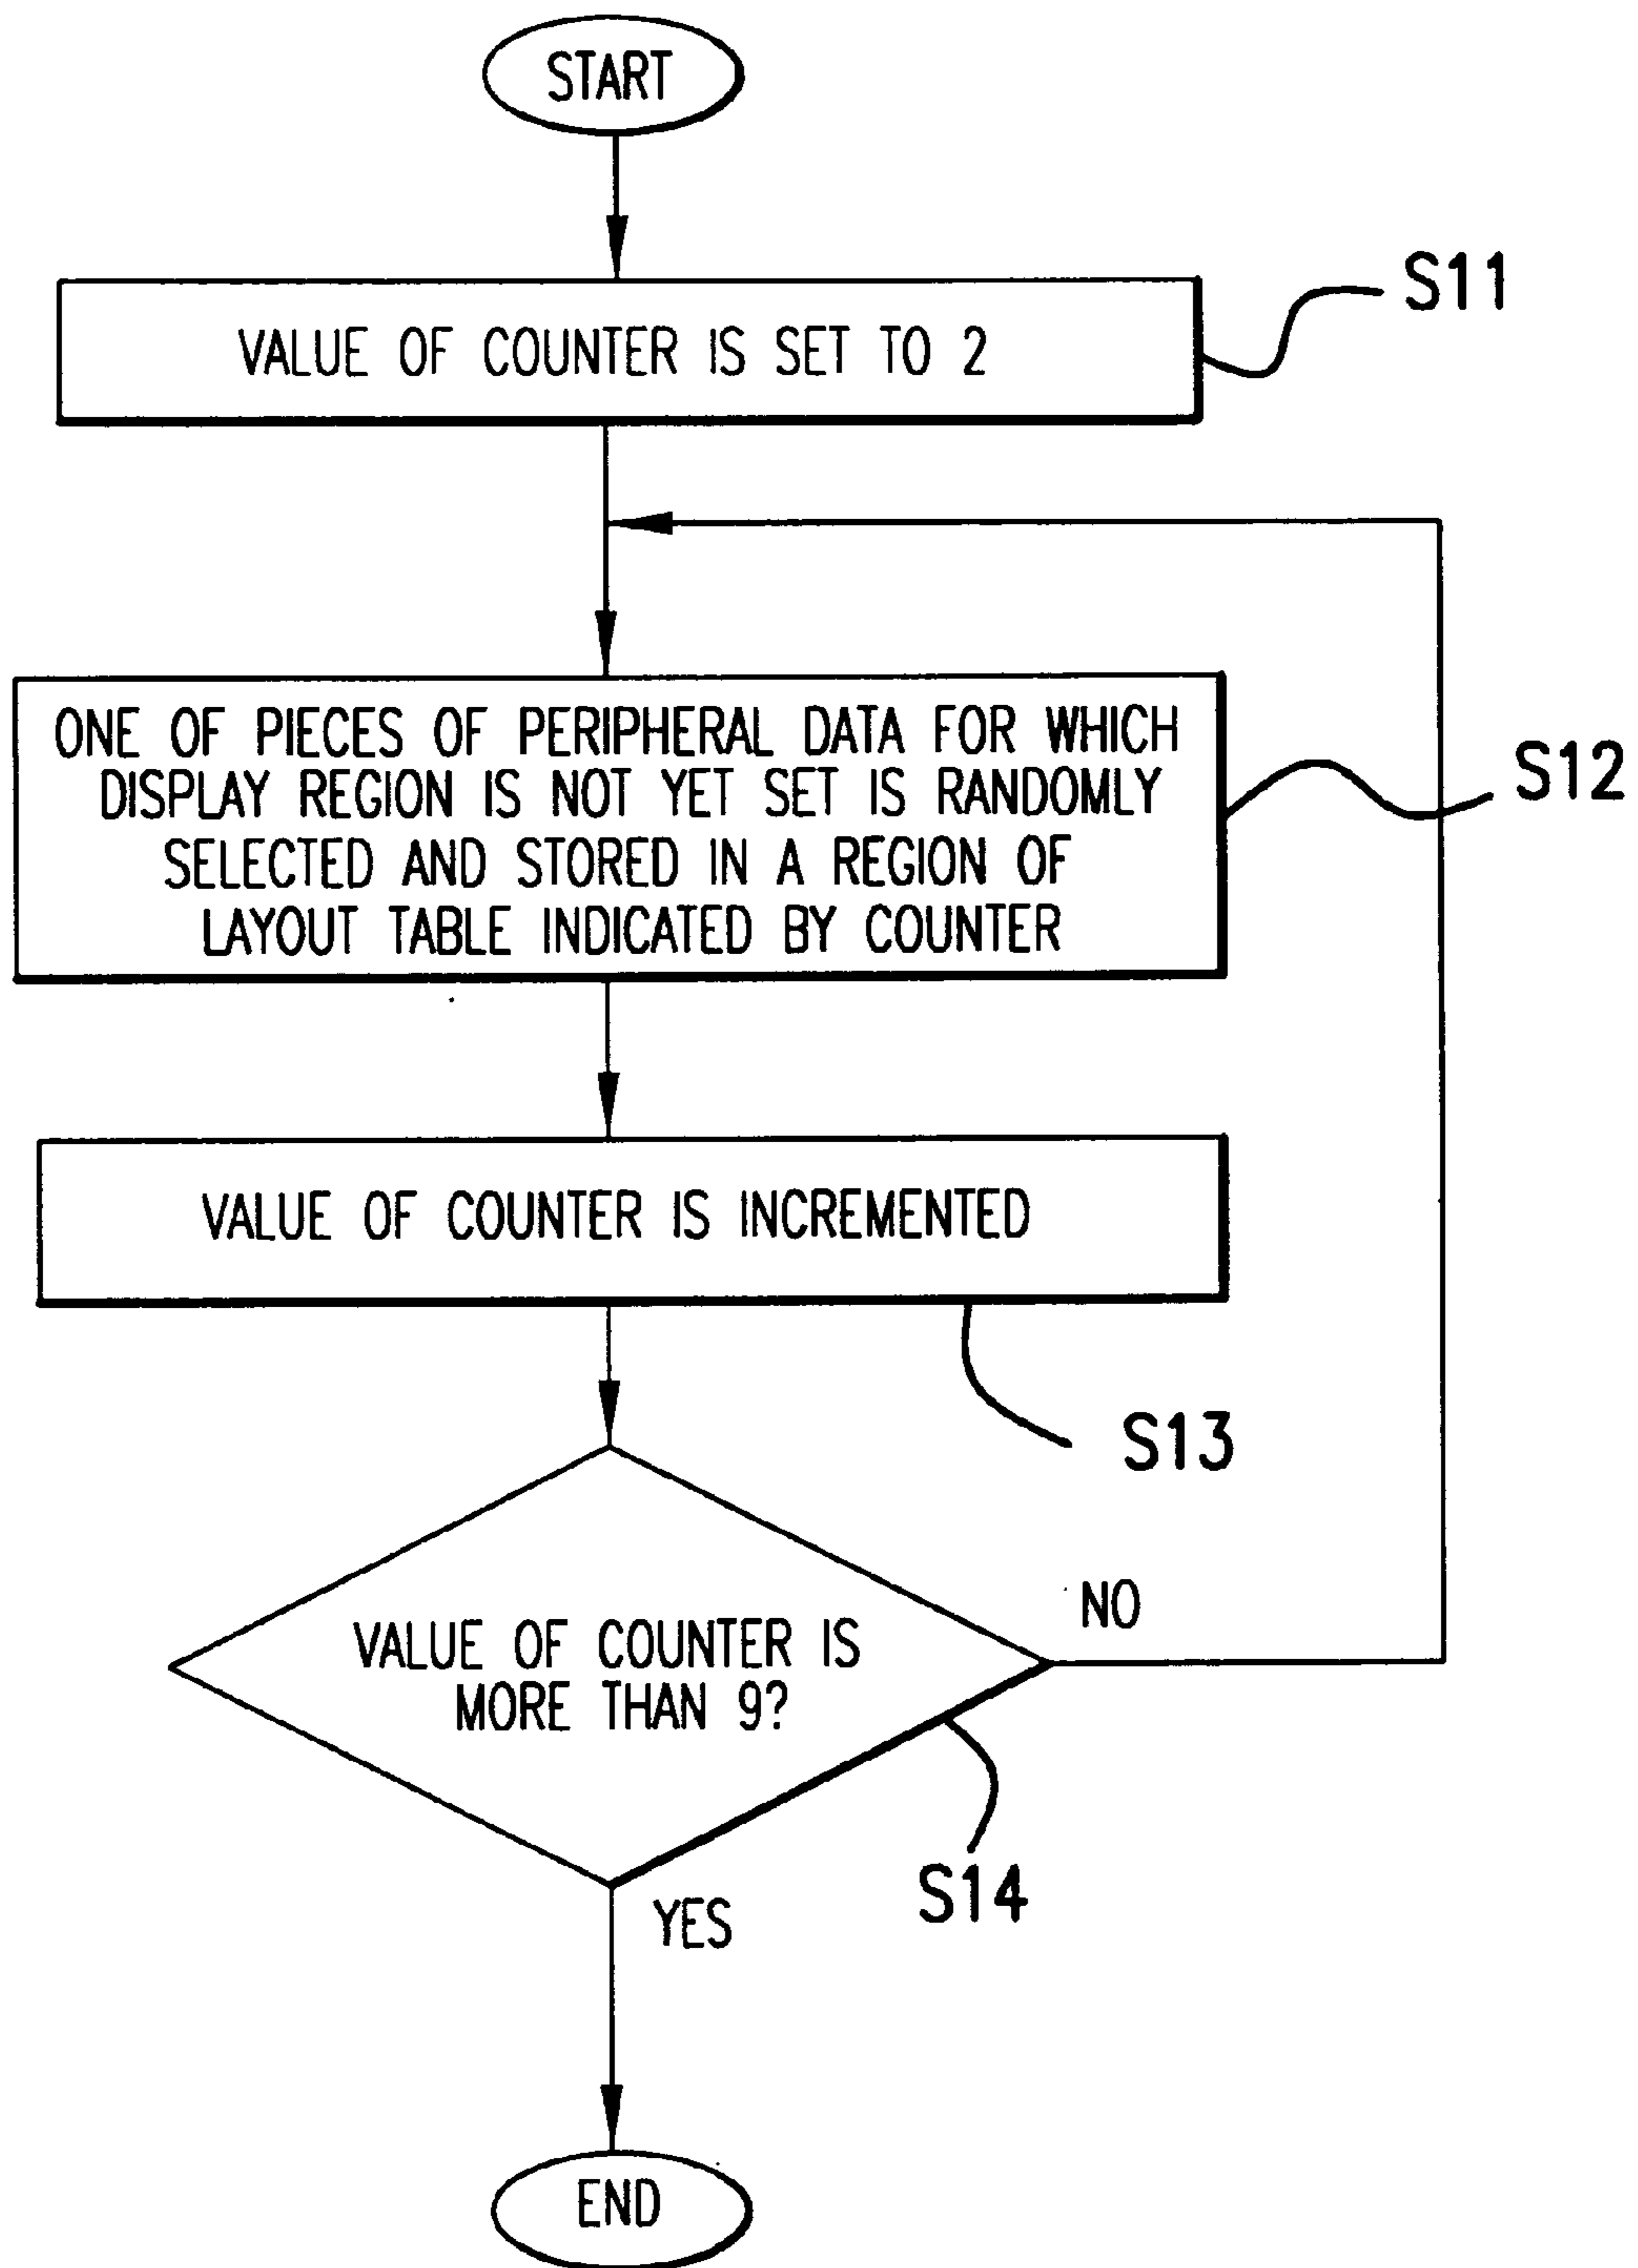 START
VALUE OF COUNTER IS SET TO 2
S11
ONE OF PIECES OF PERIPHERAL DATA FOR WHICH
DISPLAY REGION IS NOT YET SET IS RANDOMLY
SELECTED AND STORED IN A REGION OF
LAYOUT TABLE INDICATED BY COUNTER
S12
VALUE OF COUNTER IS INCREMENTED
S13
VALUE OF COUNTER IS
MORE THAN 9?
NO
S14
YES
END